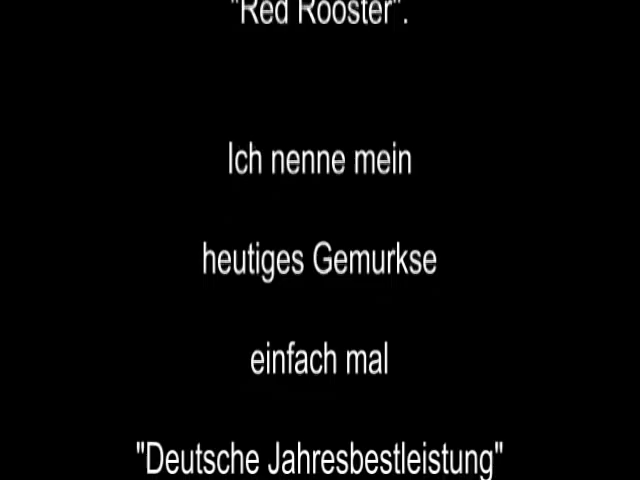 "Red Rooster".
Ich nenne mein
heutiges Gemurkse
einfach mal
"Deutsche Jahresbestleistung"